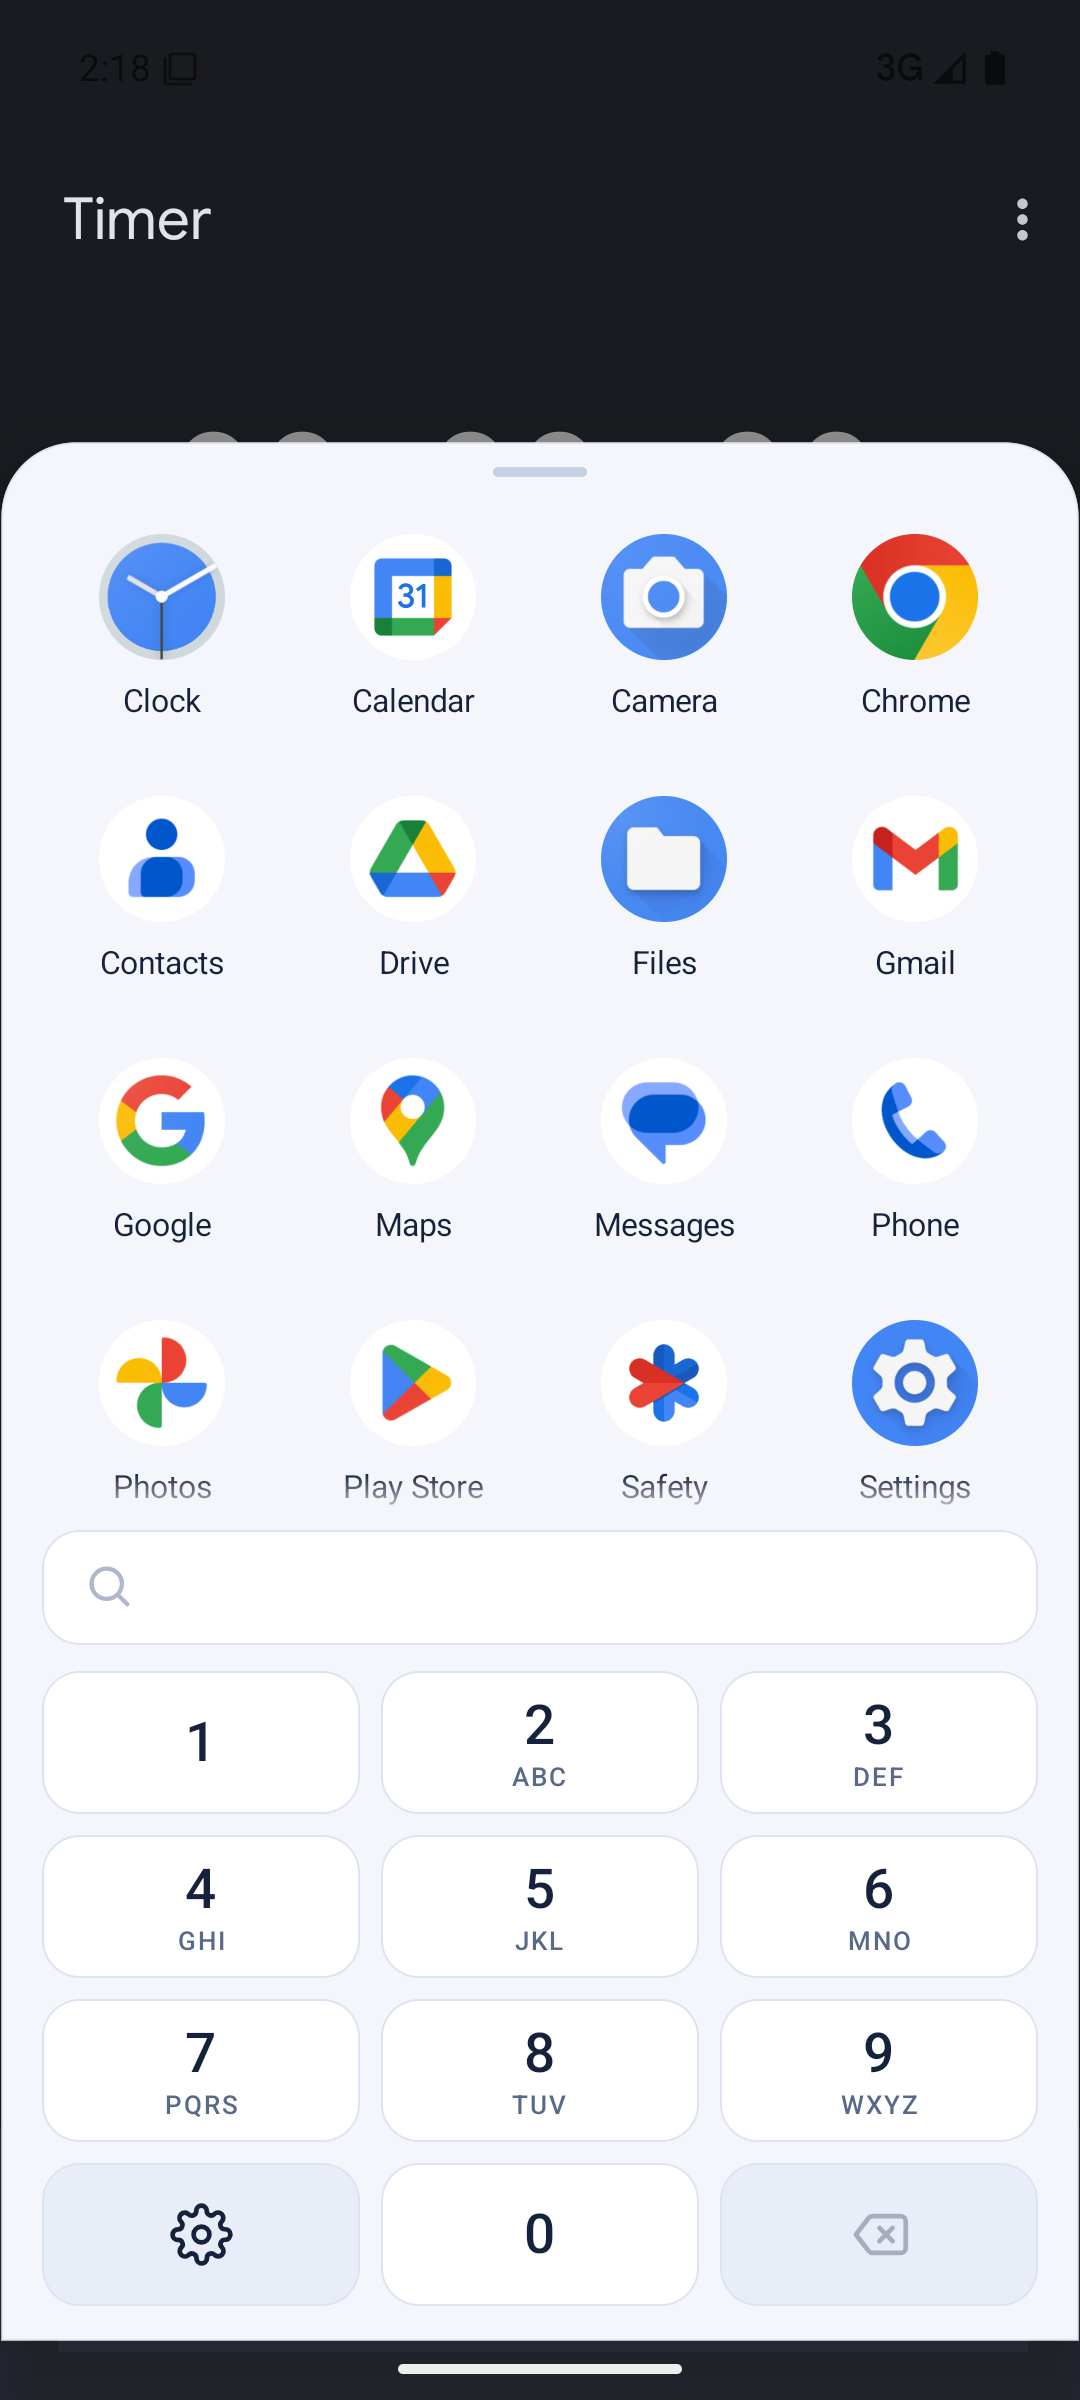 2:18 3G
Timer
31
Clock Calendar Camera Chrome
Contacts Drive Files Gmail
Google Maps Messages Phone
Photos Play Store Safety Settings
1 2 3
ABC DEF
4 5 6
GHI JKL MNO
7 8 9
PQRS TUV WXYZ
0